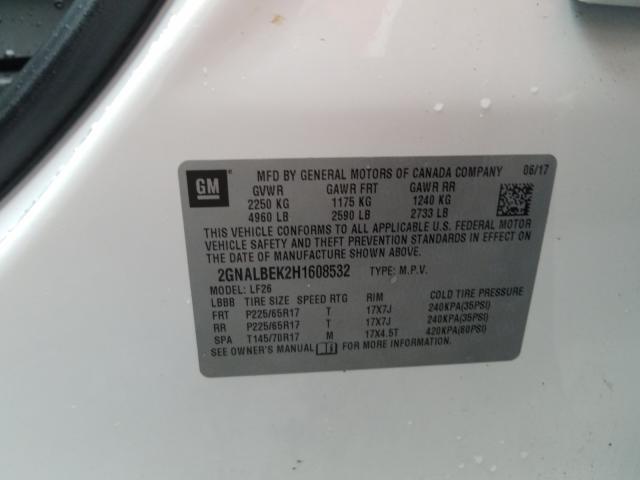 GM
MFD BY GENERAL MOTORS OF CANADA COMPANY 06/17
GVWR GAWR FRT GAWR RR
2250 KG 1175 KG 1240 KG
4960 LB 2590 LB 2733 LB
THIS VEHICLE CONFORMS TO ALL APPLICABLE U.S. FEDERAL MOTOR
VEHICLE SAFETY AND THEFT PREVENTION STANDARDS IN EFFECT ON
THE DATE OF MANUFACTURE SHOWN ABOVE.
2GNALBEK2H1608532 TYPE: M.P.V.
MODEL: LF26
LBBB TIRE SIZE SPEED RTG RIM COLD TIRE PRESSURE
FRT P225/65R17 T 17X7J 240KPA(35PSI)
RR P225/65R17 T 17X7J 240KPA(35PSI)
SPA T145/70R17 M 17X4.5T 420KPA(60PSI)
SEE OWNER'S MANUAL FOR MORE INFORMATION.